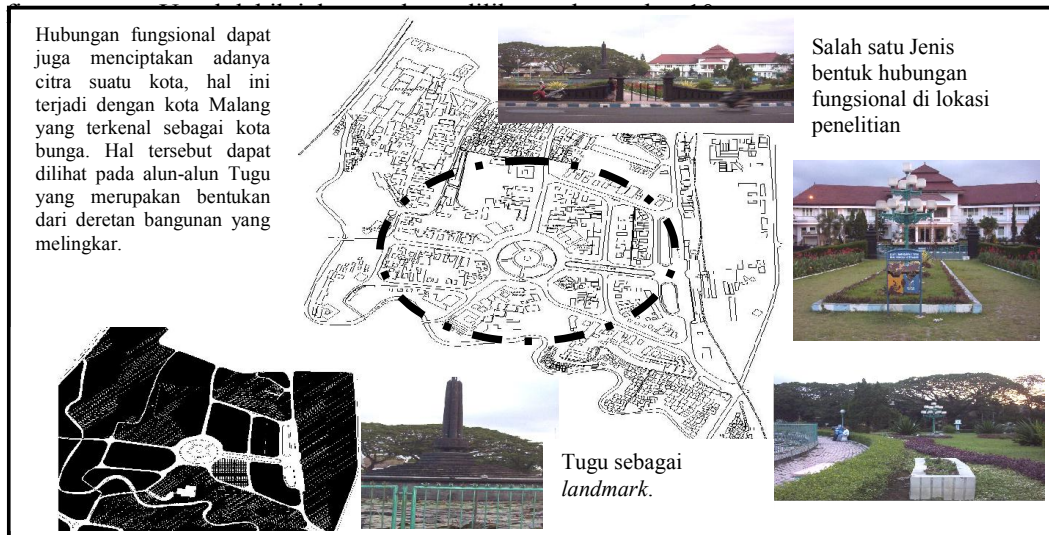 Hubungan fungsional dapat
juga menciptakan adanya
citra suatu kota, hal ini
terjadi dengan kota Malang
yang terkenal sebagai kota
bunga. Hal tersebut dapat
dilihat pada alun-alun Tugu
yang merupakan bentukan
dari deretan bangunan yang
melingkar.
Salah satu Jenis
bentuk hubungan
fungsional di lokasi
penelitian
Tugu sebagai
landmark.